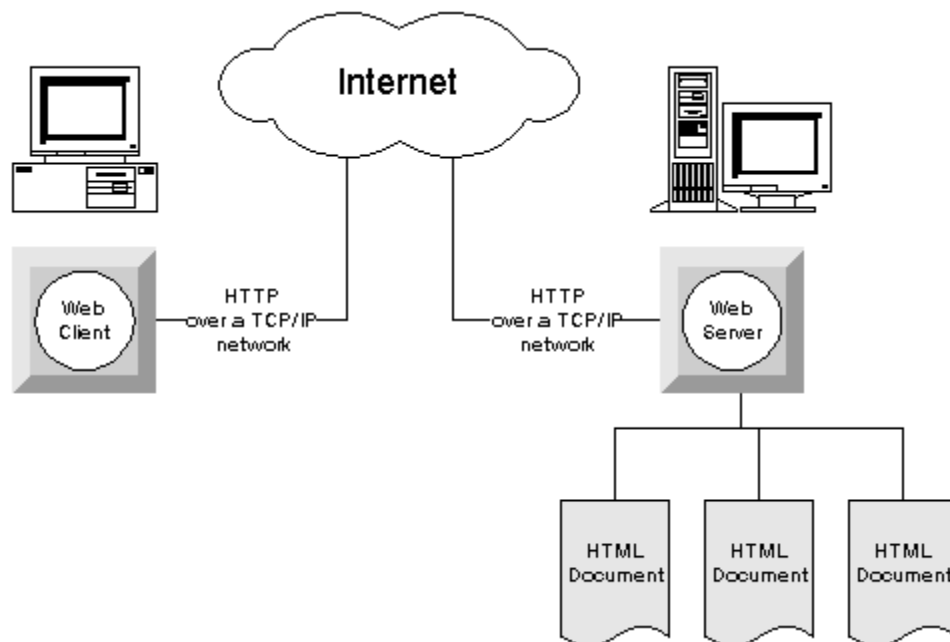 Internet
Web
Client
HTTP
over a TCP/IP
network
HTTP
over a TCP/IP
network
Web
Server
HTML
Document
HTML
Document
HTML
Document